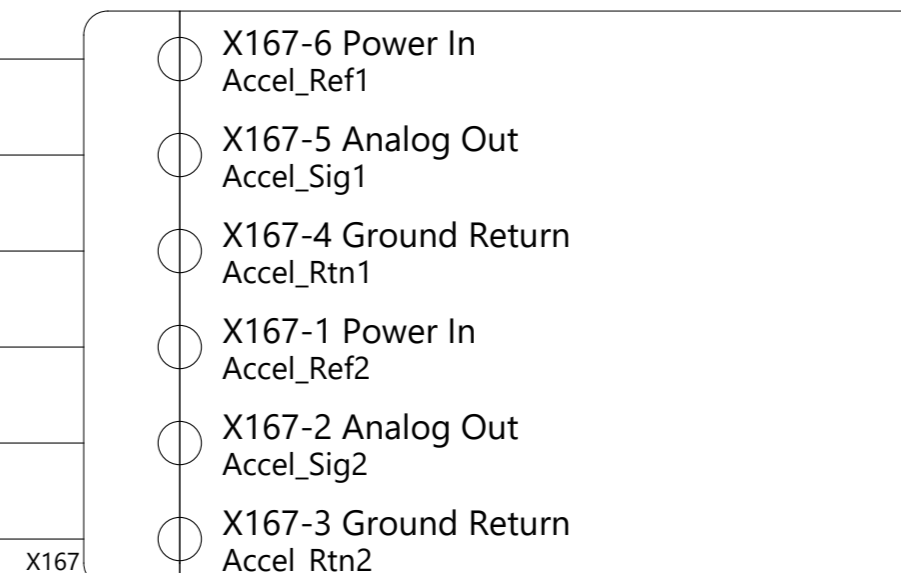 X167-6 Power In
Accel_Ref1
X167-5 Analog Out
Accel_Sig1
X167-4 Ground Return
Accel_Rtn1
X167-1 Power In
Accel_Ref2
X167-2 Analog Out
Accel_Sig2
X167-3 Ground Return
Accel_Rtn2
X167